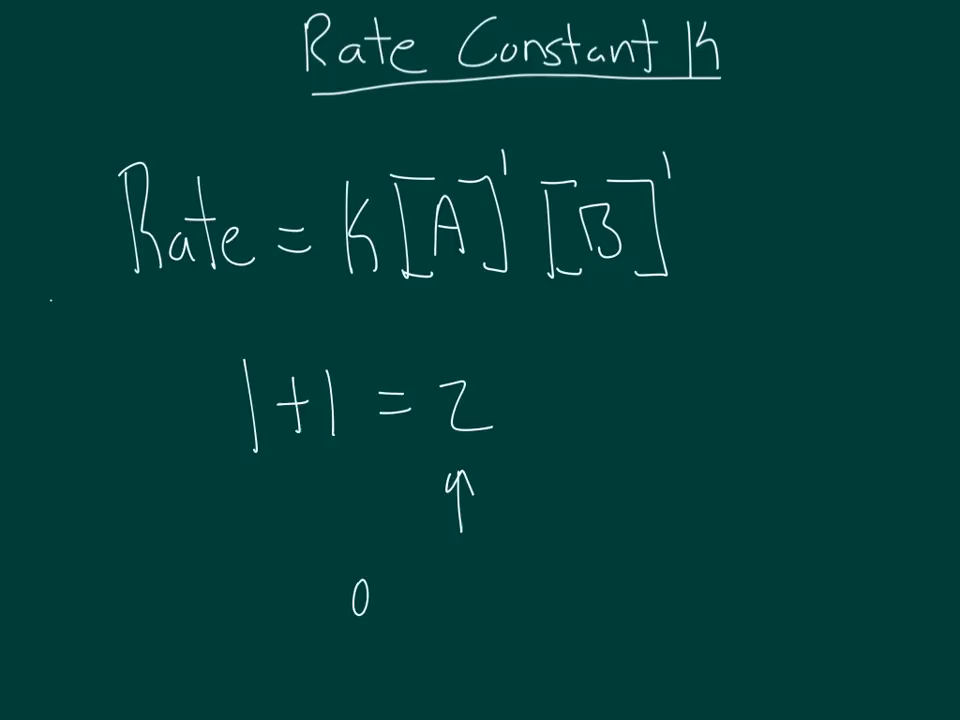 Rate Constant K
Rate = K[A]¹ [B]¹
1+1 = 2
↑
0